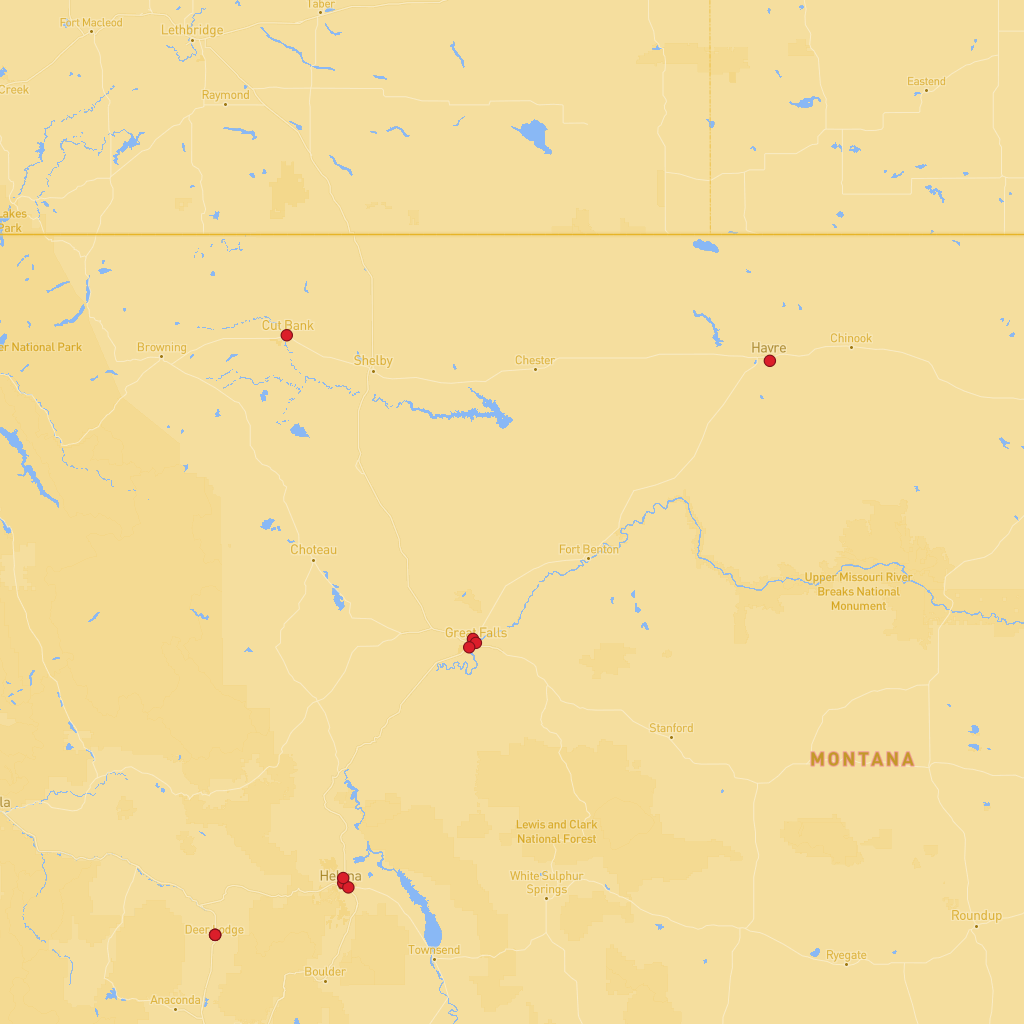 Taber
Fort Macleod
Lethbridge
Eastend
Creek
Raymond
Lakes
Park
Cut Bank
er National Park
Browning
Shelby
Chester
Havre
Chinook
Choteau
Fort Benton
Upper Missouri River
Breaks National
Monument
Great Falls
Stanford
MONTANA
la
Lewis and Clark
National Forest
Helena
White Sulphur
Springs
Deer Lodge
Roundup
Townsend
Ryegate
Boulder
Anaconda